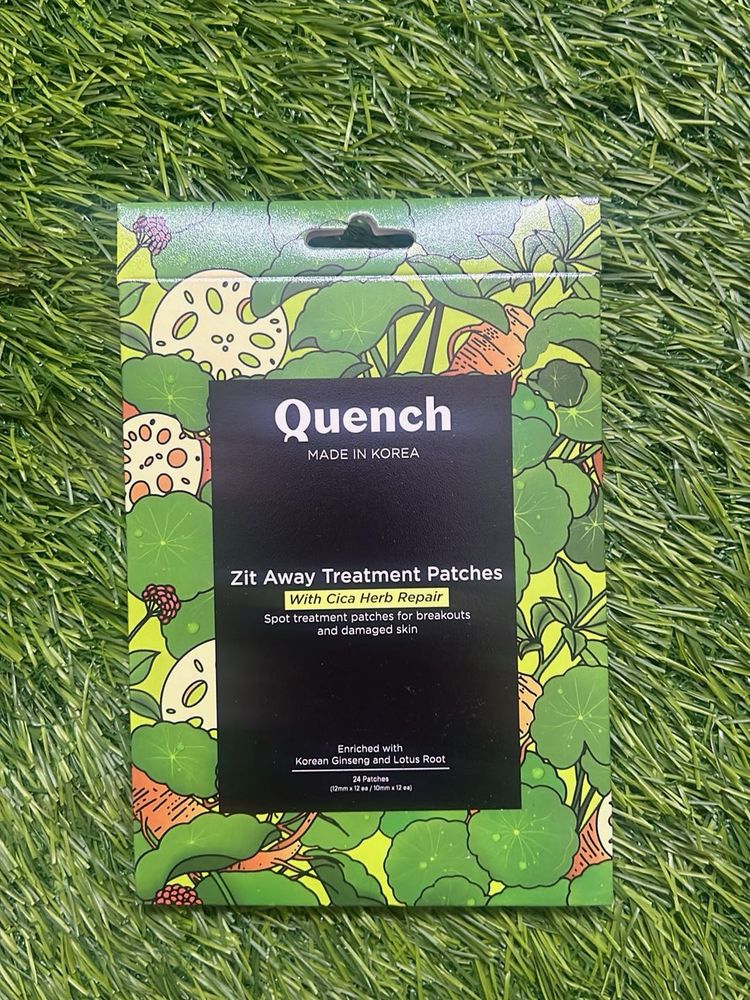 Quench
MADE IN KOREA
Zit Away Treatment Patches
With Cica Herb Repair
Spot treatment patches for breakouts
and damaged skin
Enriched with
Korean Ginseng and Lotus Root
24 Patches
(12mm x 12 ea / 10mm x 12 ea)